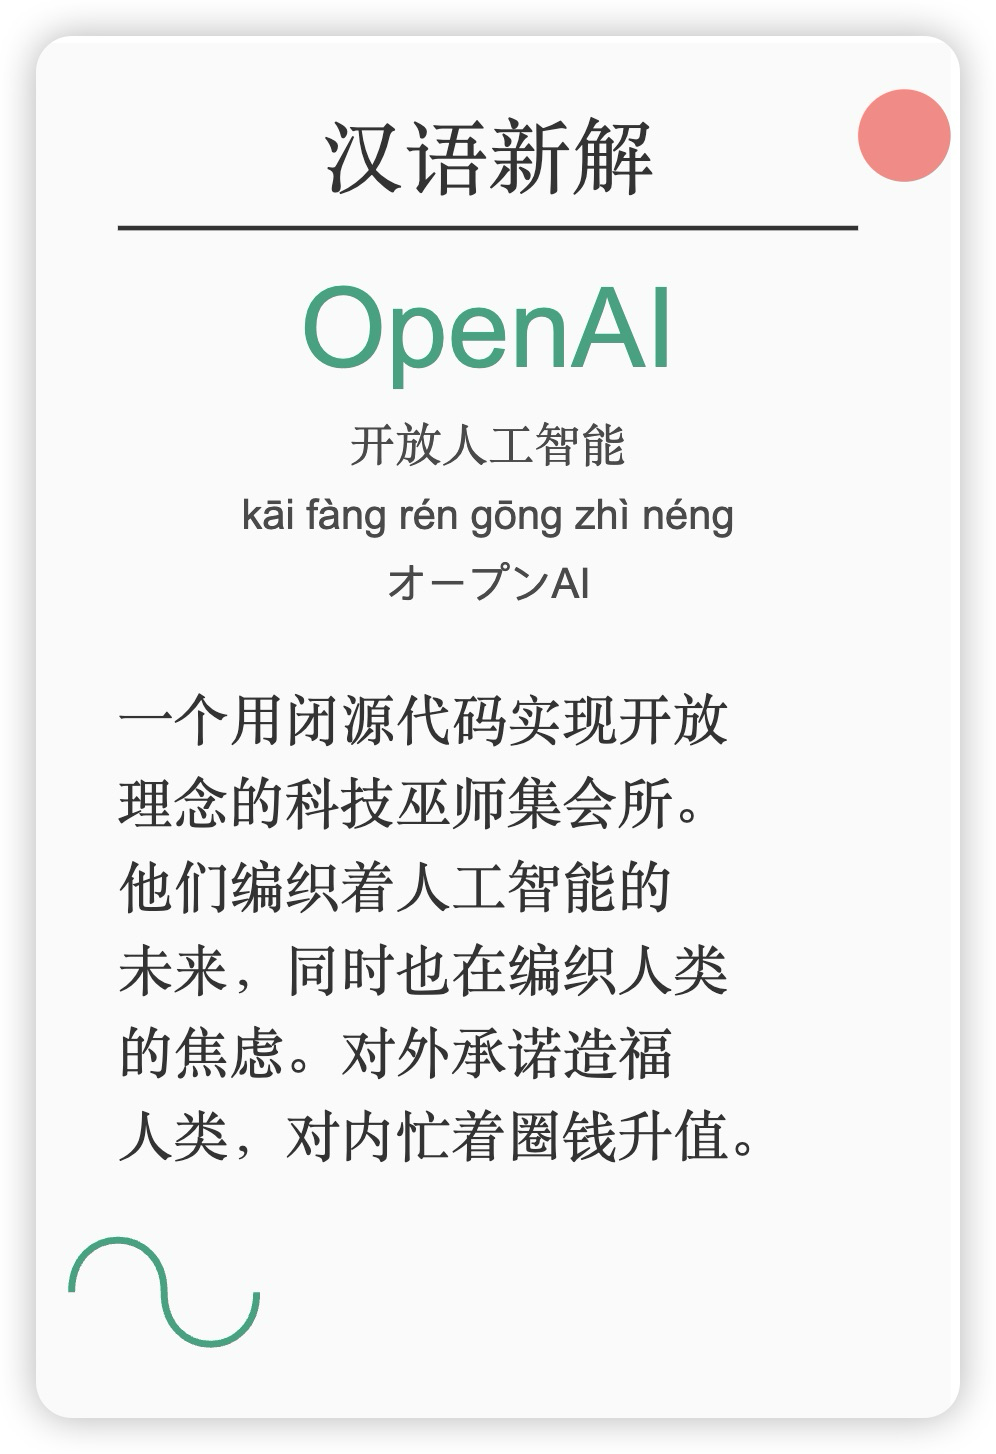 汉语新解
OpenAI
开放人工智能
kāi fàng rén gōng zhì néng
オープンAI
一个用闭源代码实现开放
理念的科技巫师集会所。
他们编织着人工智能的
未来，同时也在编织人类
的焦虑。对外承诺造福
人类，对内忙着圈钱升值。